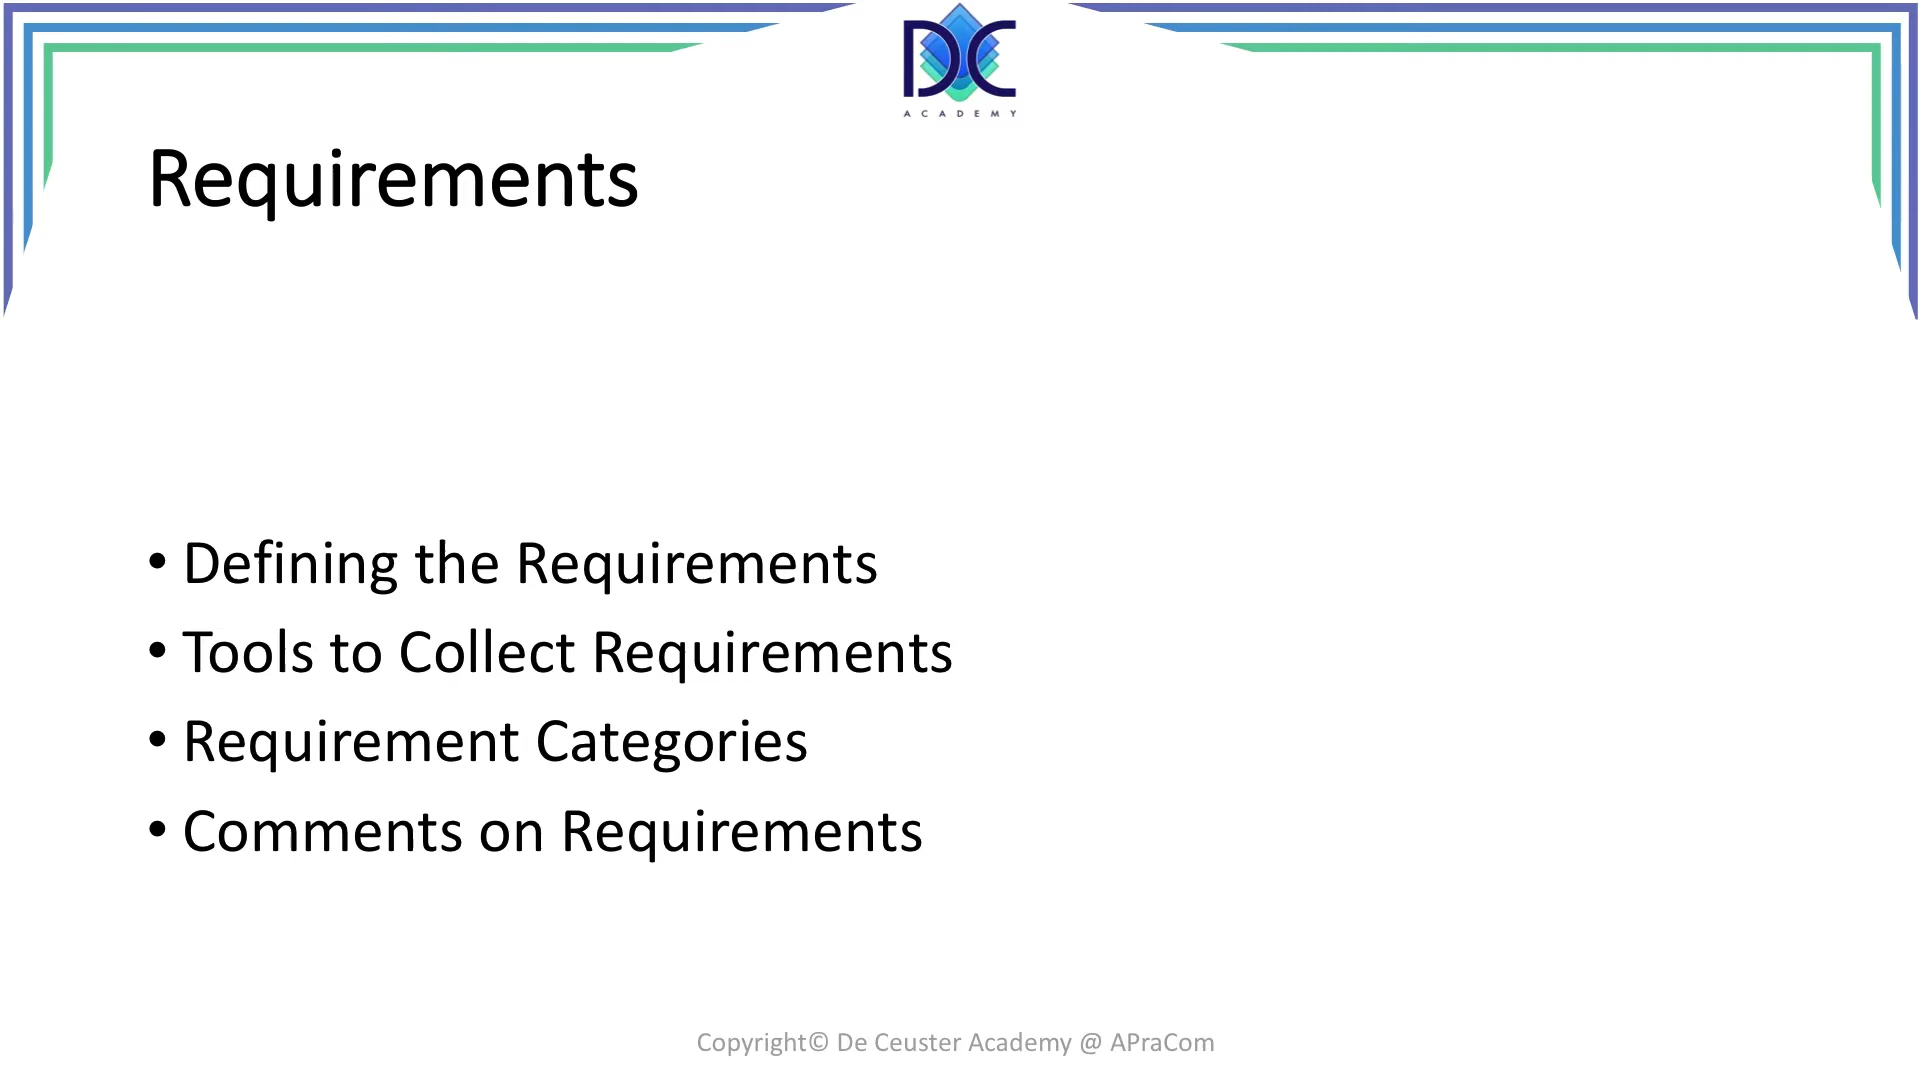 DC
ACADEMY
Requirements
• Defining the Requirements
• Tools to Collect Requirements
• Requirement Categories
• Comments on Requirements
Copyright© De Ceuster Academy @ APraCom